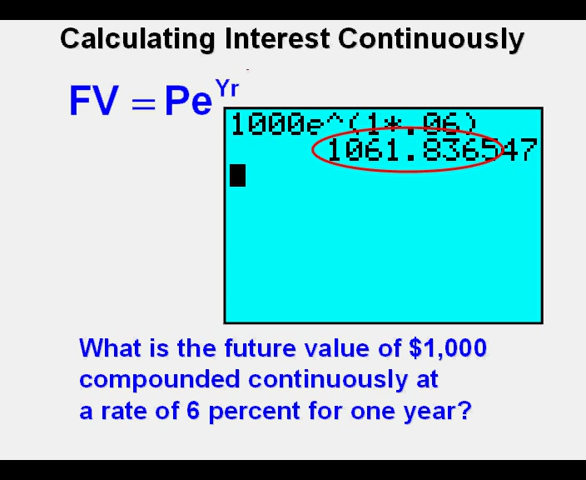 Calculating Interest Continuously
FV = Pe^Yr
1000e^(1*.06)
1061.836547
What is the future value of $1,000
compounded continuously at
a rate of 6 percent for one year?